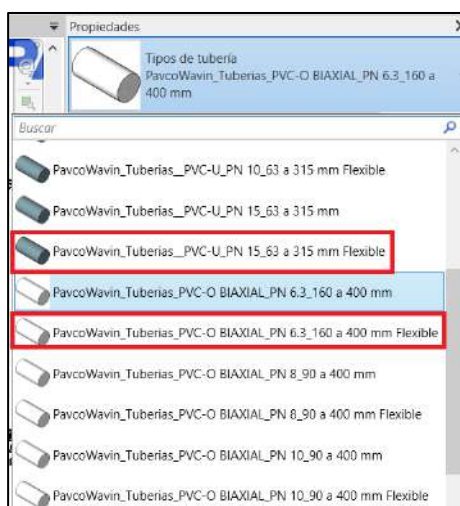 Propiedades
Tipos de tubería
PavcoWavin_Tuberias_PVC-O BIAXIAL_PN 6.3_160 a
400 mm
Buscar
PavcoWavin_Tuberias__PVC-U_PN 10_63 a 315 mm Flexible
PavcoWavin_Tuberias__PVC-U_PN 15_63 a 315 mm
PavcoWavin_Tuberias__PVC-U_PN 15_63 a 315 mm Flexible
PavcoWavin_Tuberias_PVC-O BIAXIAL_PN 6.3_160 a 400 mm
PavcoWavin_Tuberias_PVC-O BIAXIAL_PN 6.3_160 a 400 mm Flexible
PavcoWavin_Tuberias_PVC-O BIAXIAL_PN 8_90 a 400 mm
PavcoWavin_Tuberias_PVC-O BIAXIAL_PN 8_90 a 400 mm Flexible
PavcoWavin_Tuberias_PVC-O BIAXIAL_PN 10_90 a 400 mm
PavcoWavin_Tuberias_PVC-O BIAXIAL_PN 10_90 a 400 mm Flexible